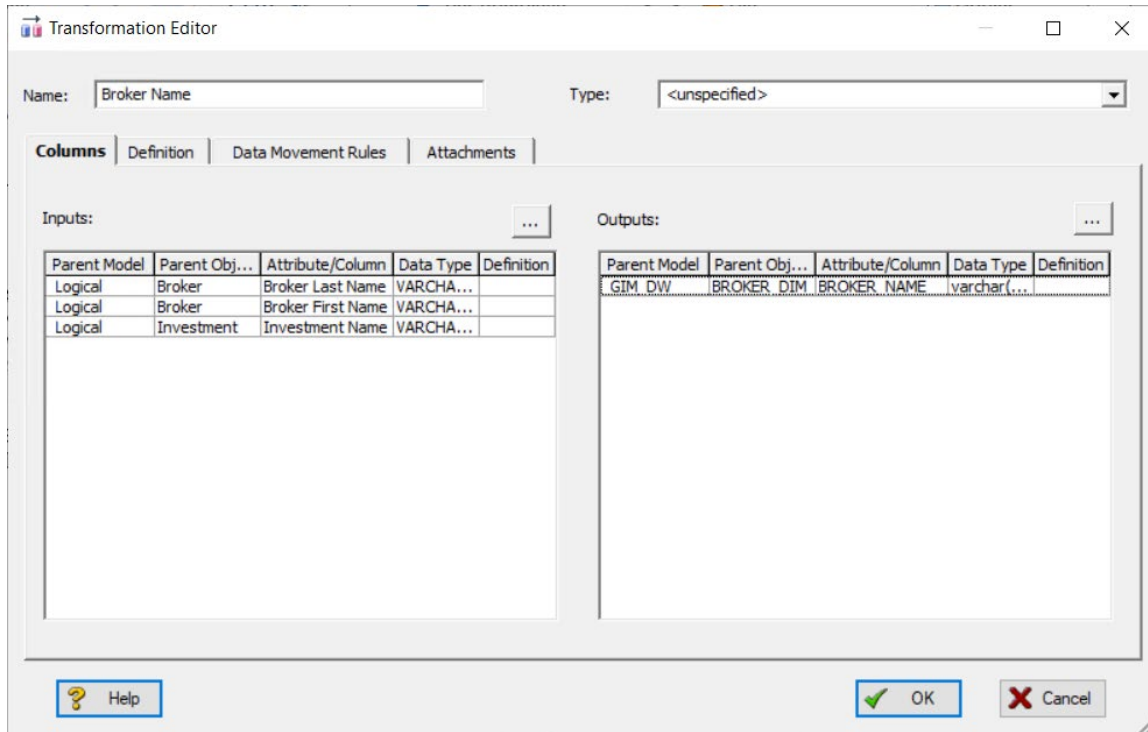 Transformation Editor
Name: Broker Name Type: <unspecified>
Columns Definition Data Movement Rules Attachments
Inputs: ... Outputs: ...
Parent Model Parent Obj... Attribute/Column Data Type Definition
Logical Broker Broker Last Name VARCHA...
Logical Broker Broker First Name VARCHA...
Logical Investment Investment Name VARCHA...
Parent Model Parent Obj... Attribute/Column Data Type Definition
GIM_DW BROKER_DIM BROKER_NAME varchar(...
Help OK Cancel